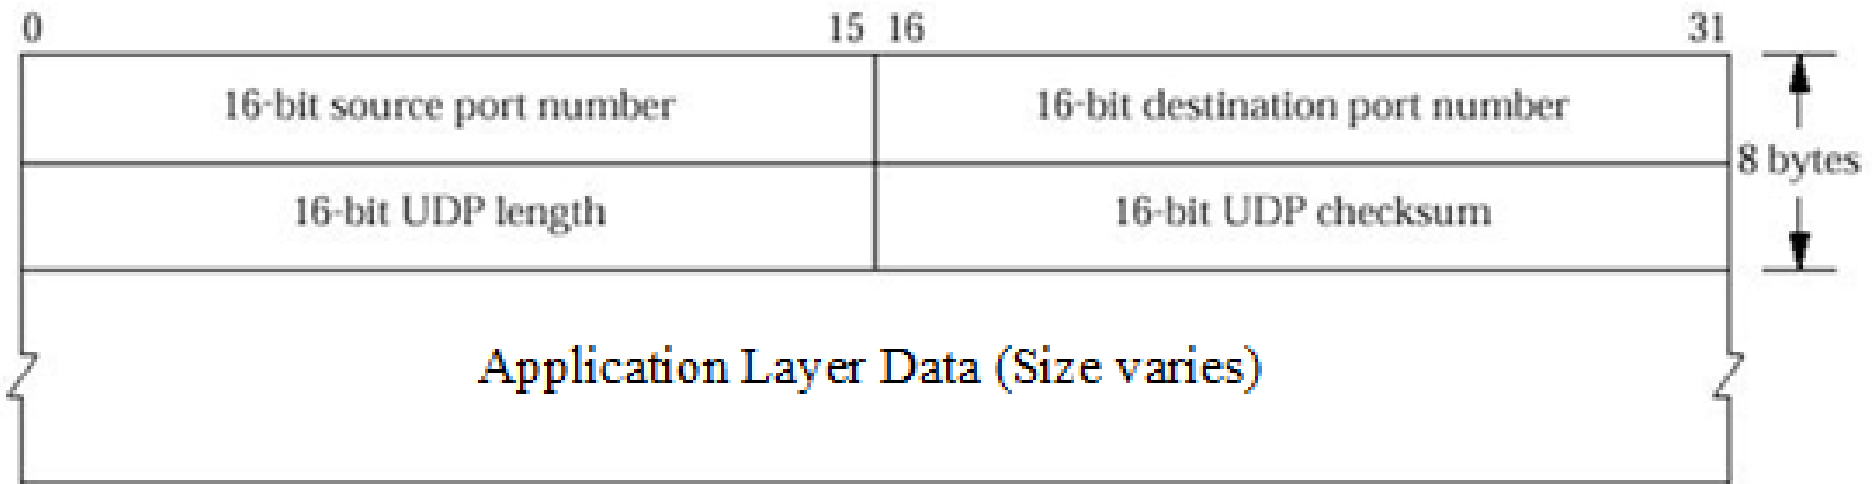 0 15 16 31
16-bit source port number 16-bit destination port number
8 bytes
16-bit UDP length 16-bit UDP checksum
Application Layer Data (Size varies)